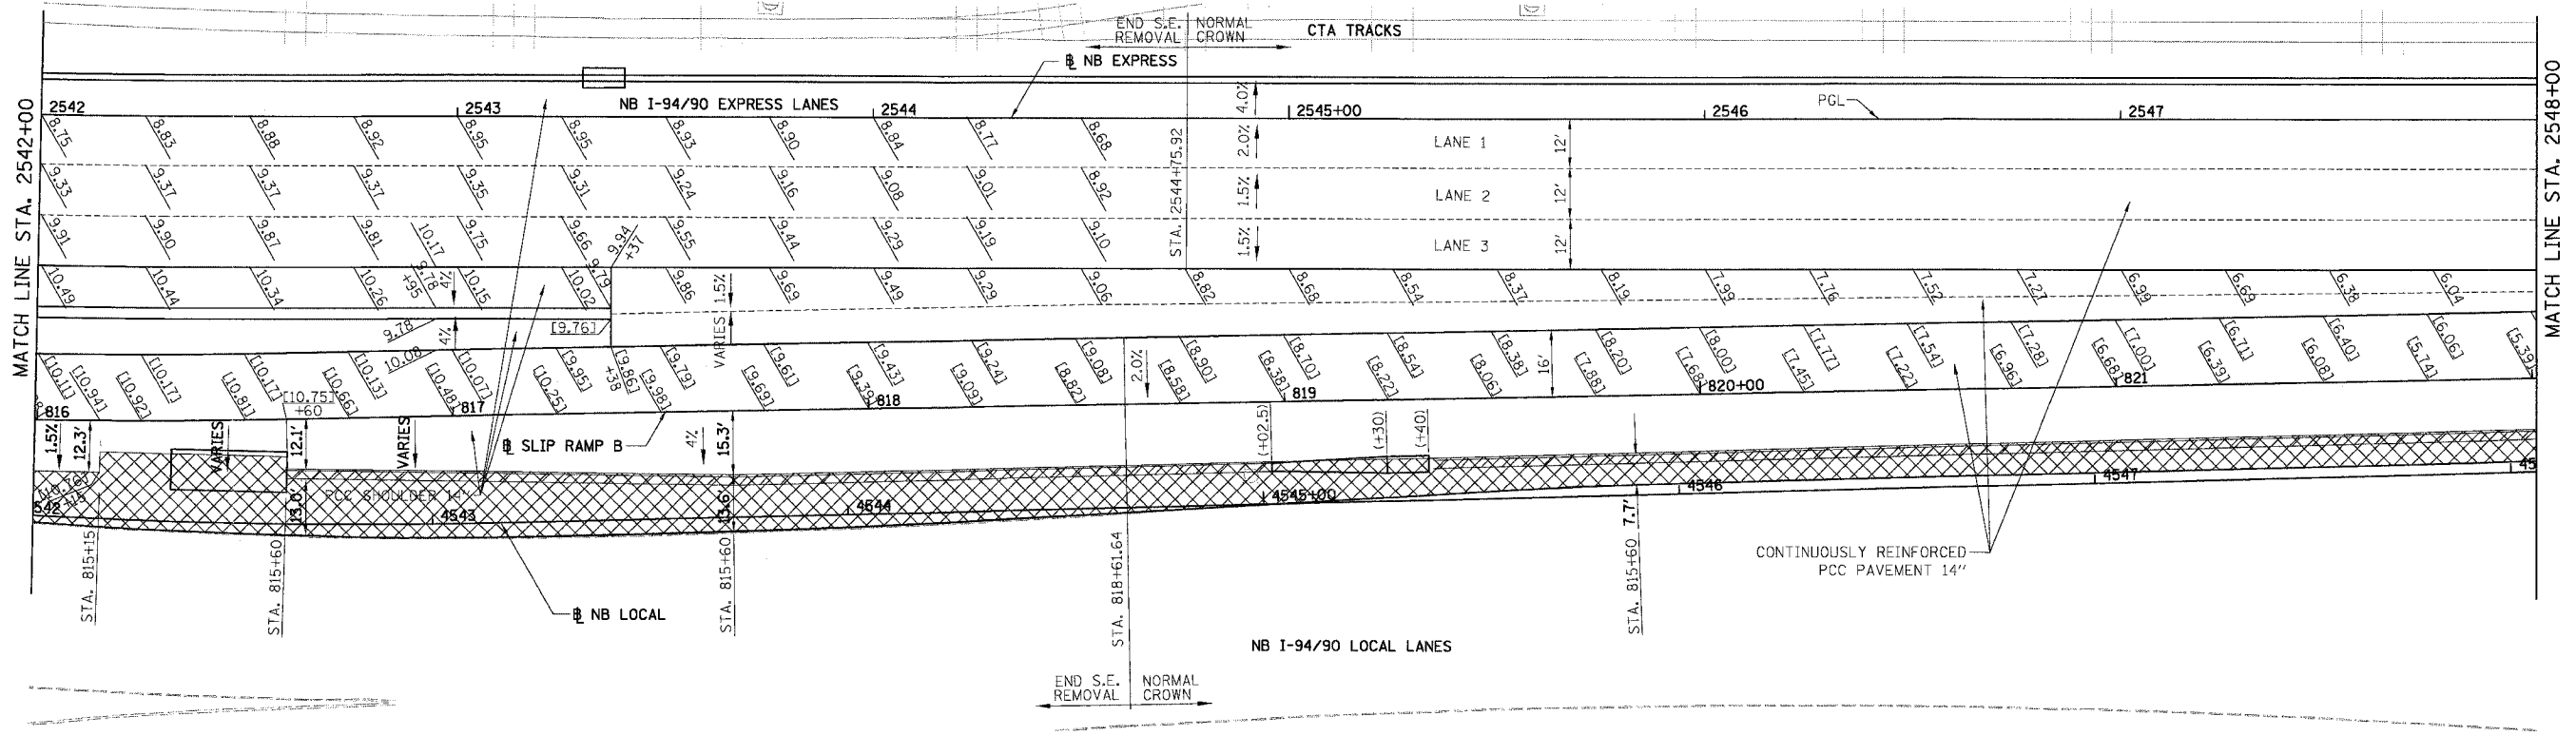 END S.E. REMOVAL
NORMAL CROWN
CTA TRACKS
℄ NB EXPRESS
MATCH LINE STA. 2542+00
MATCH LINE STA. 2548+00
2542 2543 NB I-94/90 EXPRESS LANES 2544 2545+00 2546 2547
PGL
4.0%
8.75 8.83 8.88 8.92 8.95 8.95 8.93 8.90 8.84 8.77 8.68
STA. 2544+75.92
2.0%
LANE 1
12'
9.33 9.37 9.37 9.37 9.35 9.31 9.24 9.16 9.08 9.01 8.92
1.5%
LANE 2
12'
9.91 9.90 9.87 9.81 9.75 9.66 9.55 9.44 9.29 9.19 9.10
1.5%
LANE 3
12'
10.17
9.78
+95
4%
9.79
9.94
+37
10.49 10.44 10.34 10.26 10.15 10.02 9.86 9.69 9.49 9.29 9.06 8.82 8.68 8.54 8.37 8.19 7.99 7.76 7.52 7.27 6.99 6.69 6.38 6.04
VARIES 1.5%
9.78
4%
10.08
[9.76]
[10.11] [10.17] [10.17] [10.13] [10.07] [9.95] [9.86] +38 [9.79] [9.61] [9.43] [9.24] [9.08] [8.90] [8.70] [8.54] [8.38] [8.20] [8.00] [7.77] [7.54] [7.28] [7.00] [6.71] [6.40] [6.06]
[10.94] [10.92] [10.81] [10.66] [10.48] [10.25] [9.98] [9.69] [9.39] [9.09] [8.82] [8.58] [8.38] [8.22] [8.06] [7.88] [7.68] [7.45] [7.22] [6.96] [6.68] [6.39] [6.08] [5.74] [5.39]
2.0%
16'
[10.75]
+60
816 817 818 819 820+00 821
1.5%
12.3'
VARIES
12.1'
VARIES
℄ SLIP RAMP B
4%
15.3'
(+02.5)
(+30)
(+40)
[10.76]
+15
PCC SHOULDER 14"
13.0'
13.6'
7.7'
542 4543 4544 4545+00 4546 4547 45
STA. 815+15
STA. 815+60
STA. 815+60
STA. 818+61.64
STA. 815+60
CONTINUOUSLY REINFORCED
PCC PAVEMENT 14"
℄ NB LOCAL
NB I-94/90 LOCAL LANES
END S.E. REMOVAL
NORMAL CROWN